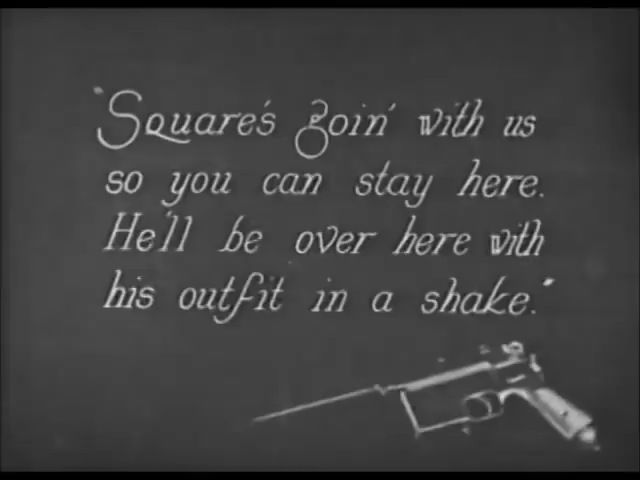 "Square's goin' with us
so you can stay here.
He'll be over here with
his outfit in a shake."